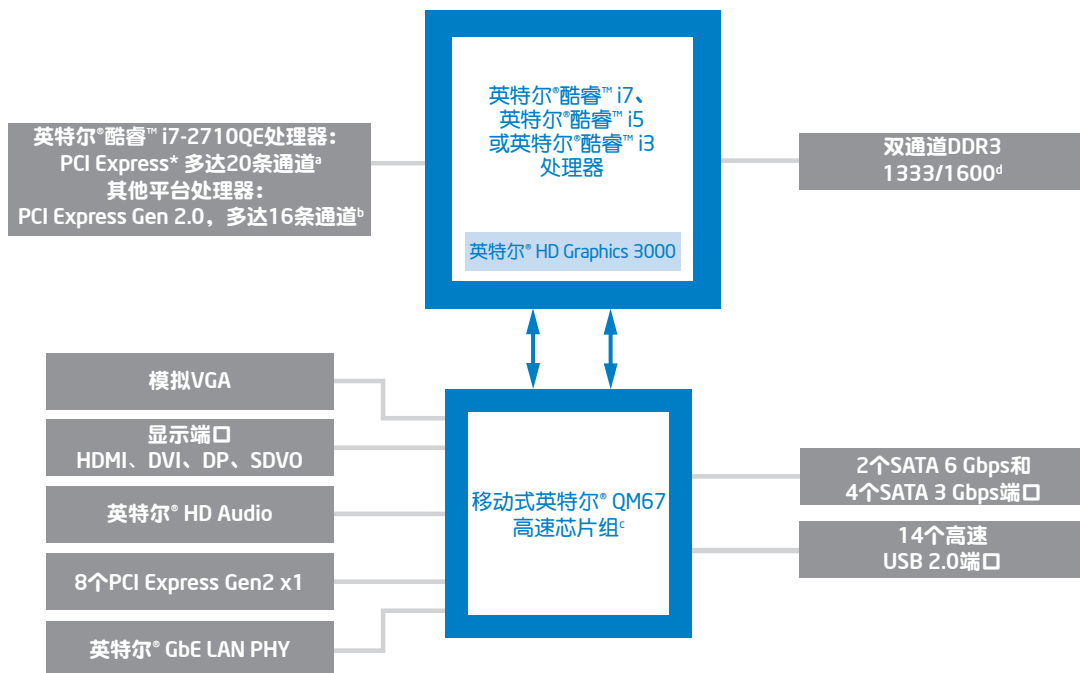 英特尔®酷睿™ i7、
英特尔®酷睿™ i5
或英特尔®酷睿™ i3
处理器
英特尔® HD Graphics 3000
英特尔®酷睿™ i7-2710QE处理器：
PCI Express* 多达20条通道ᵃ
其他平台处理器：
PCI Express Gen 2.0，多达16条通道ᵇ
双通道DDR3
1333/1600ᵈ
模拟VGA
显示端口
HDMI、DVI、DP、SDVO
英特尔® HD Audio
8个PCI Express Gen2 x1
英特尔® GbE LAN PHY
移动式英特尔® QM67
高速芯片组ᶜ
2个SATA 6 Gbps和
4个SATA 3 Gbps端口
14个高速
USB 2.0端口